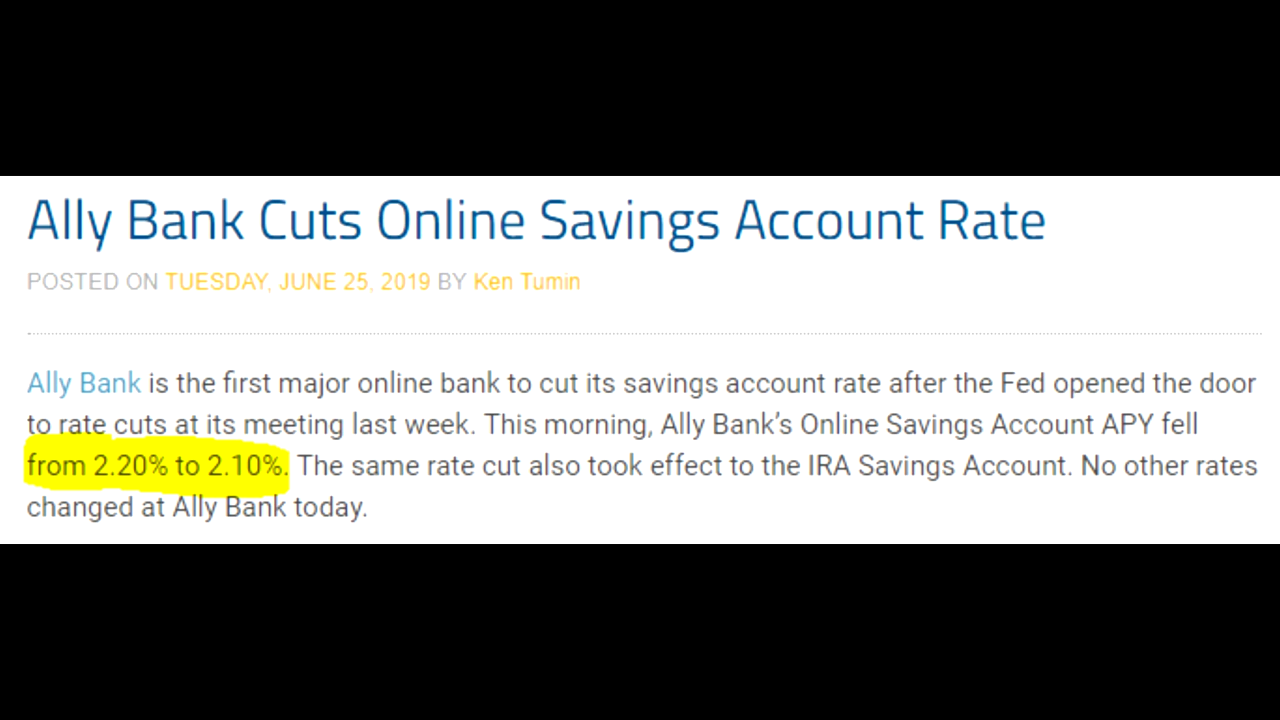 Ally Bank Cuts Online Savings Account Rate
POSTED ON TUESDAY, JUNE 25, 2019 BY Ken Tumin
Ally Bank is the first major online bank to cut its savings account rate after the Fed opened the door
to rate cuts at its meeting last week. This morning, Ally Bank’s Online Savings Account APY fell
from 2.20% to 2.10%. The same rate cut also took effect to the IRA Savings Account. No other rates
changed at Ally Bank today.